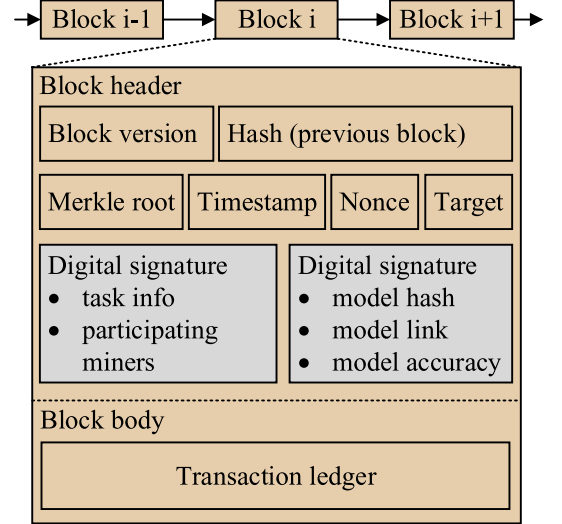 Block i-1 Block i Block i+1
Block header
Block version Hash (previous block)
Merkle root Timestamp Nonce Target
Digital signature
• task info
• participating
miners
Digital signature
• model hash
• model link
• model accuracy
Block body
Transaction ledger